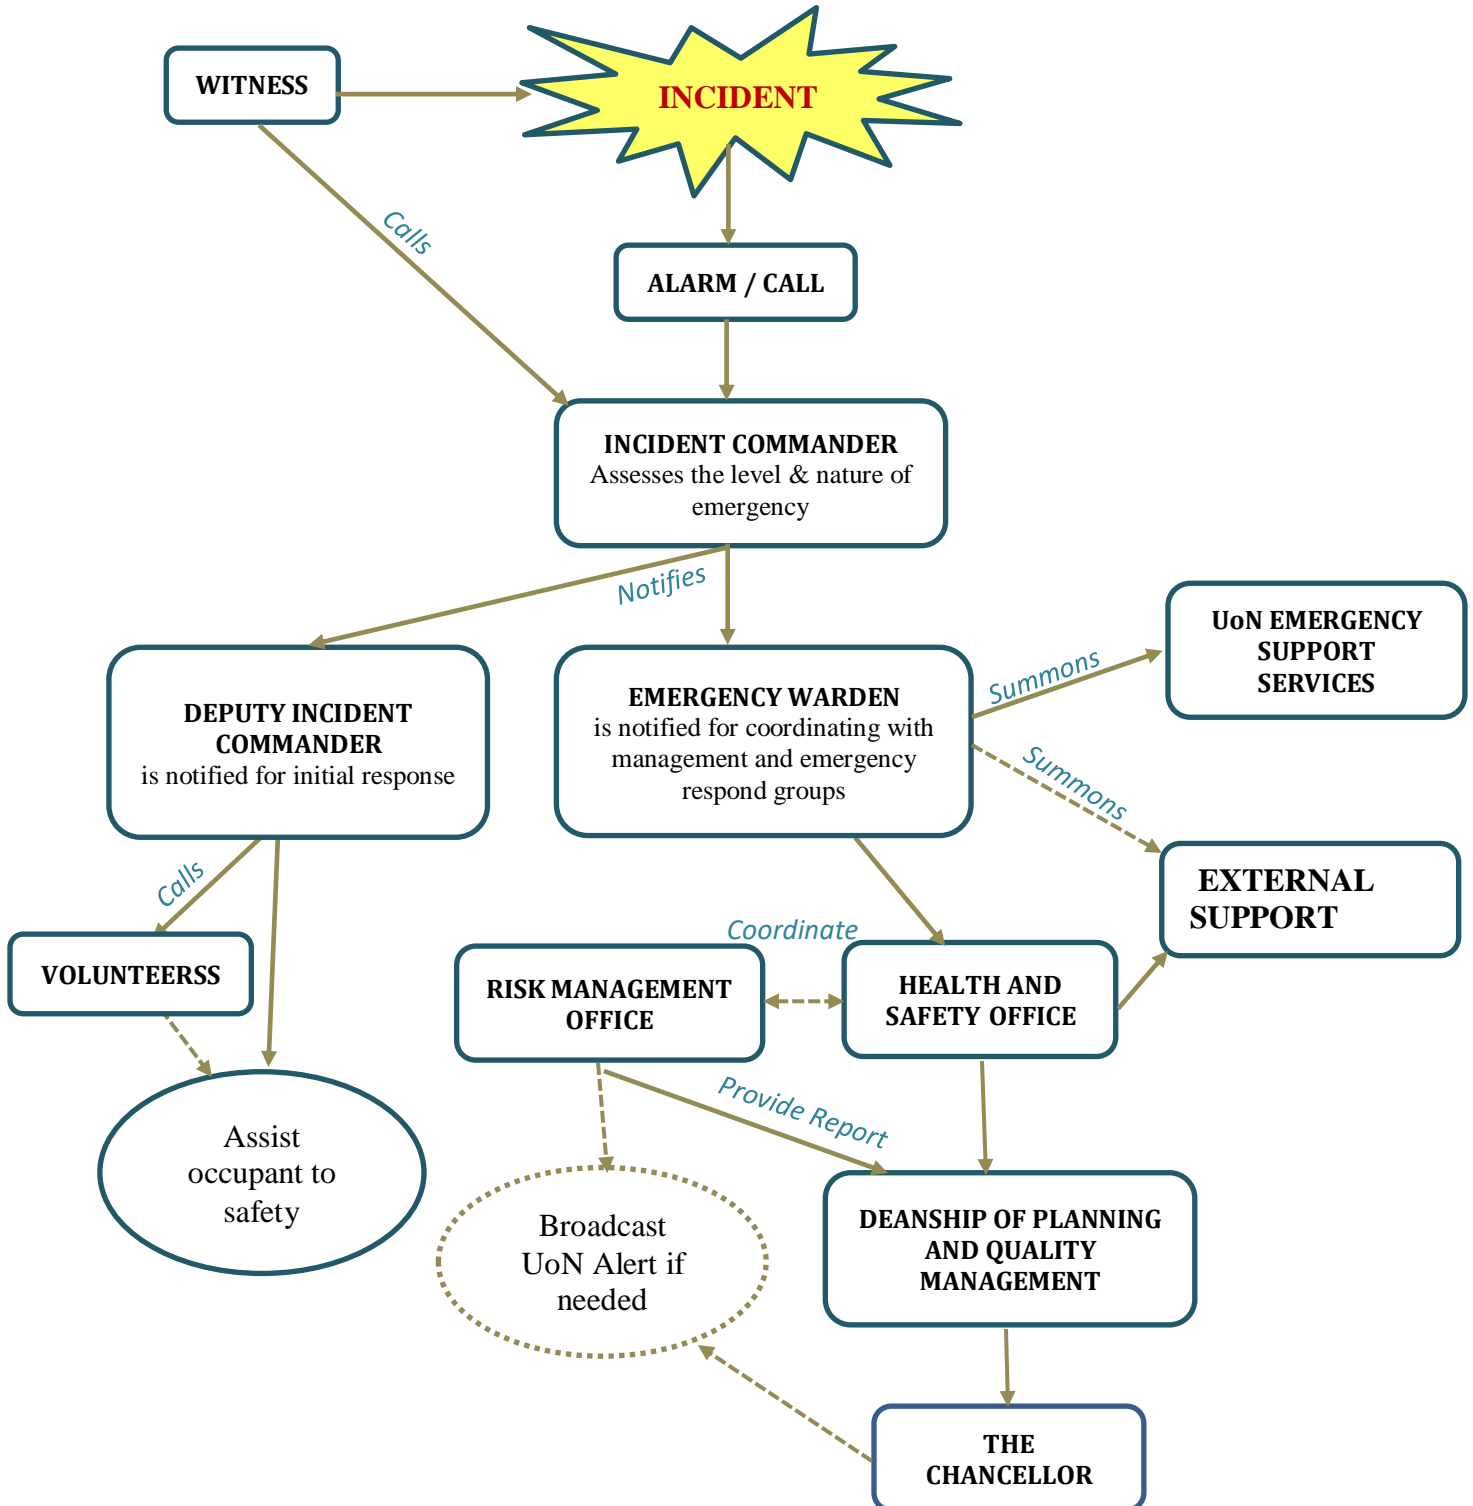 WITNESS
INCIDENT
Calls
ALARM / CALL
INCIDENT COMMANDER
Assesses the level & nature of
emergency
Notifies
UoN EMERGENCY
SUPPORT
SERVICES
Summons
DEPUTY INCIDENT
COMMANDER
is notified for initial response
EMERGENCY WARDEN
is notified for coordinating with
management and emergency
respond groups
Summons
Calls
EXTERNAL
SUPPORT
Coordinate
VOLUNTEERSS
RISK MANAGEMENT
OFFICE
HEALTH AND
SAFETY OFFICE
Provide Report
Assist
occupant to
safety
Broadcast
UoN Alert if
needed
DEANSHIP OF PLANNING
AND QUALITY
MANAGEMENT
THE
CHANCELLOR